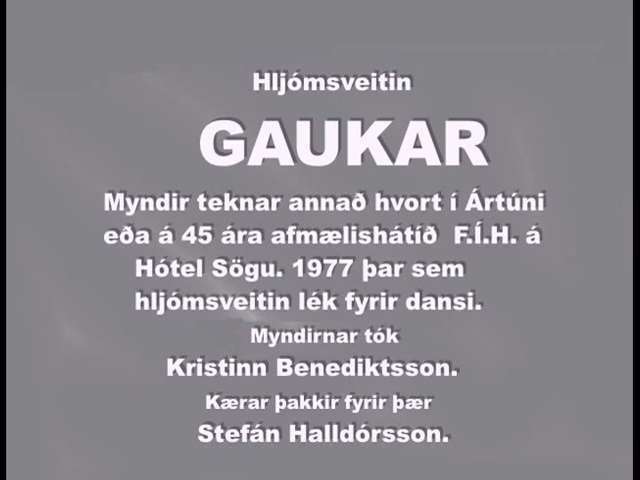 Hljómsveitin
GAUKAR
Myndir teknar annað hvort í Ártúni
eða á 45 ára afmælishátíð F.Í.H. á
Hótel Sögu. 1977 þar sem
hljómsveitin lék fyrir dansi.
Myndirnar tók
Kristinn Benediktsson.
Kærar þakkir fyrir þær
Stefán Halldórsson.